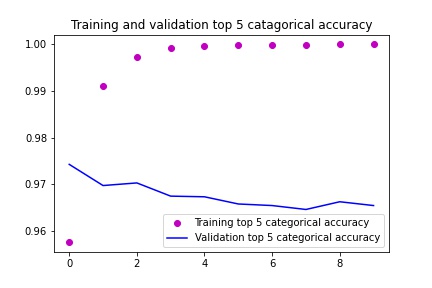 Training and validation top 5 catagorical accuracy
1.00
0.99
0.98
0.97
0.96
Training top 5 categorical accuracy
Validation top 5 categorical accuracy
0 2 4 6 8